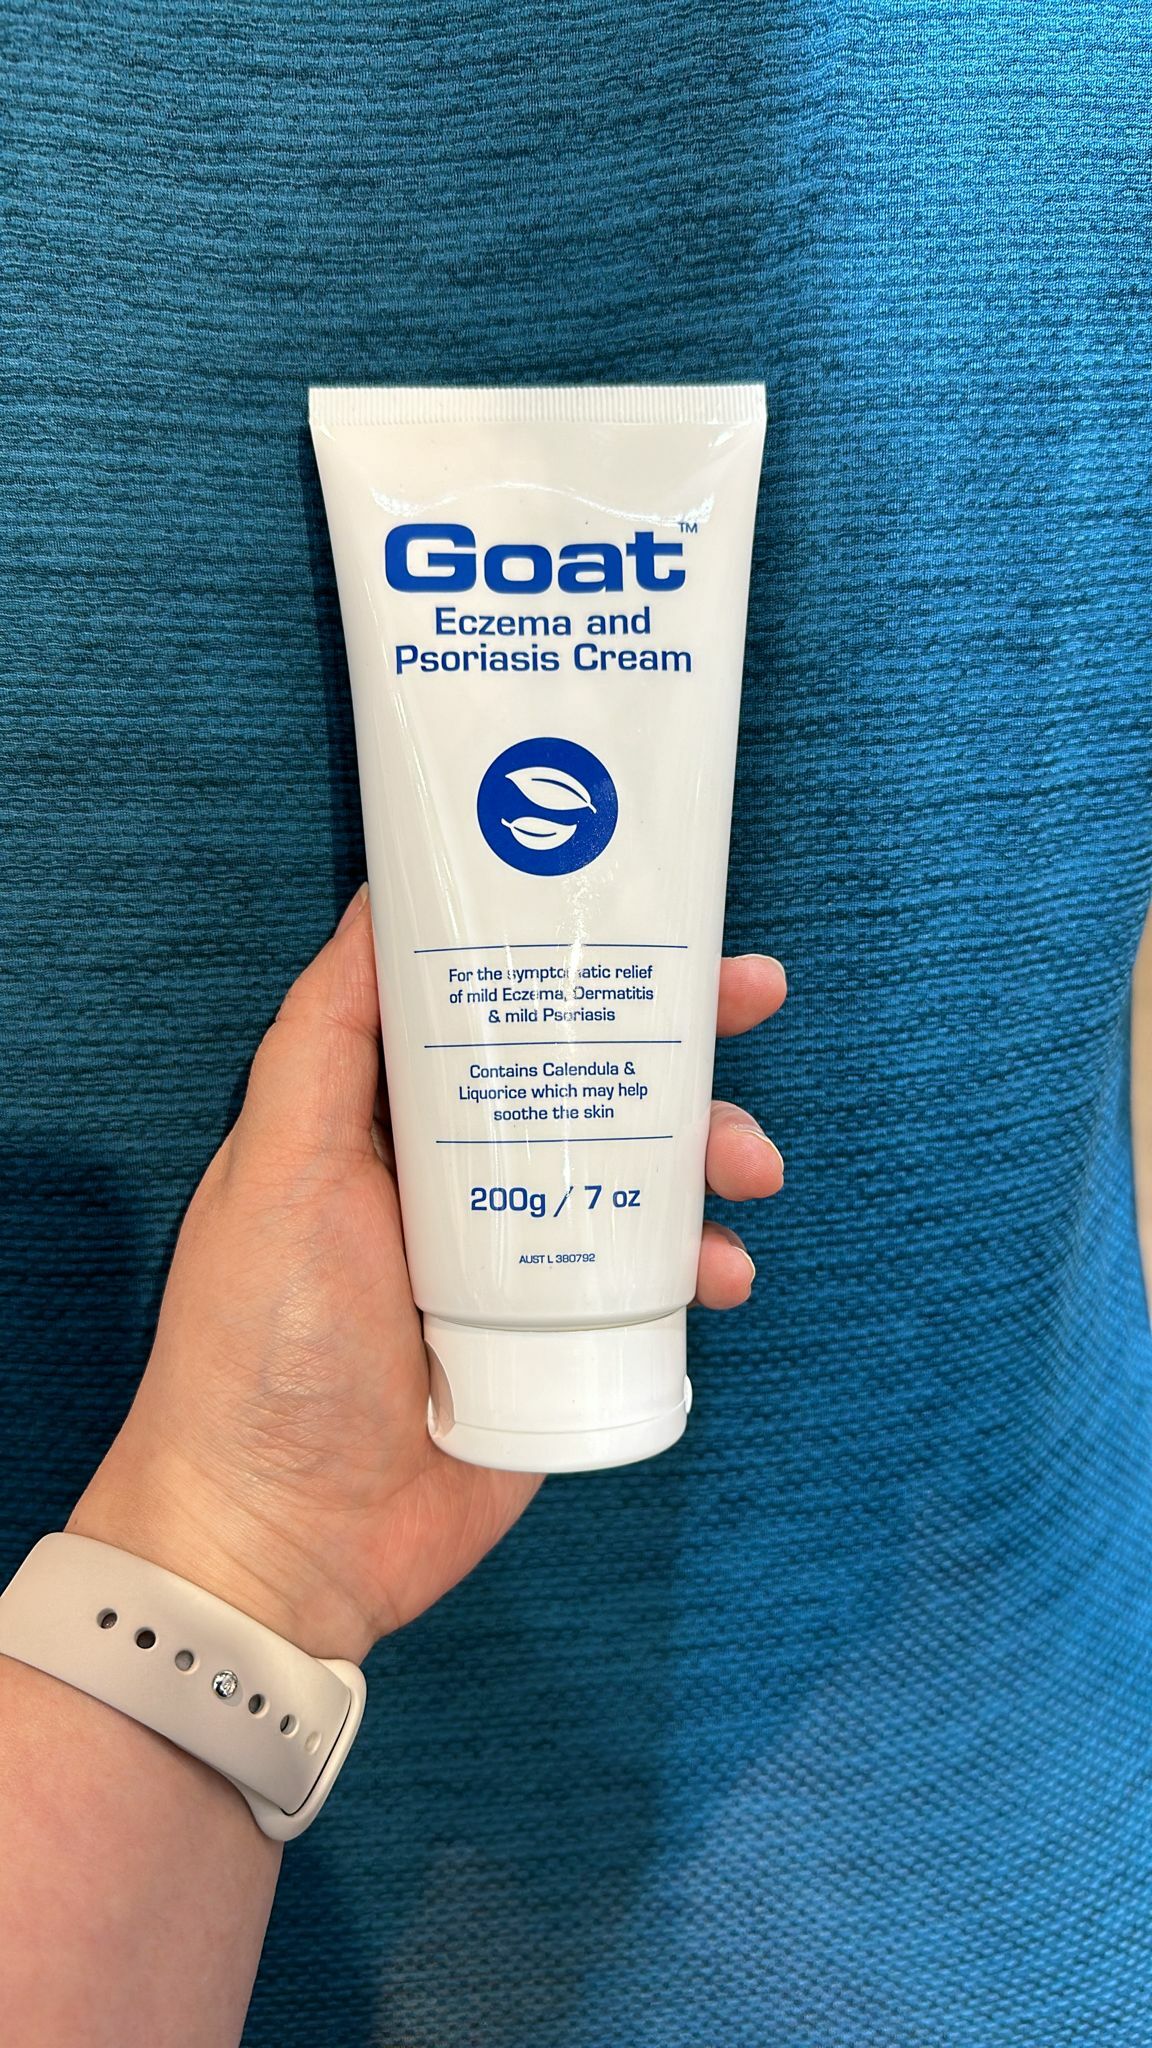 Goat™
Eczema and
Psoriasis Cream
For the symptomatic relief
of mild Eczema, Dermatitis
& mild Psoriasis
Contains Calendula &
Liquorice which may help
soothe the skin
200g / 7 oz
AUST L 380792